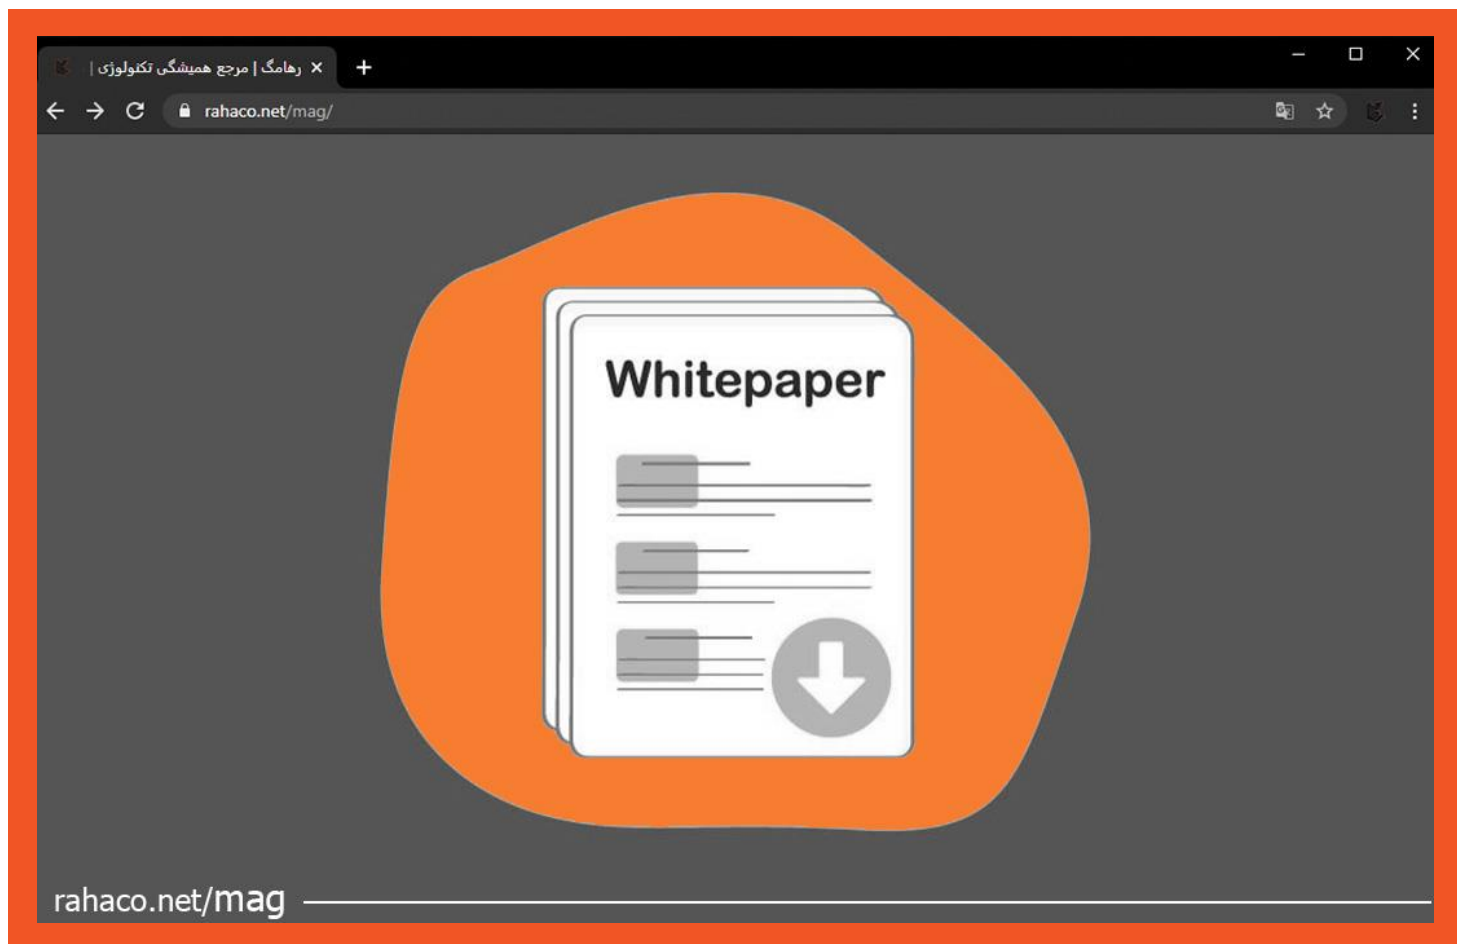 رهامگ | مرجع همیشگی تکنولوژی |
rahaco.net/mag/
Whitepaper
rahaco.net/mag